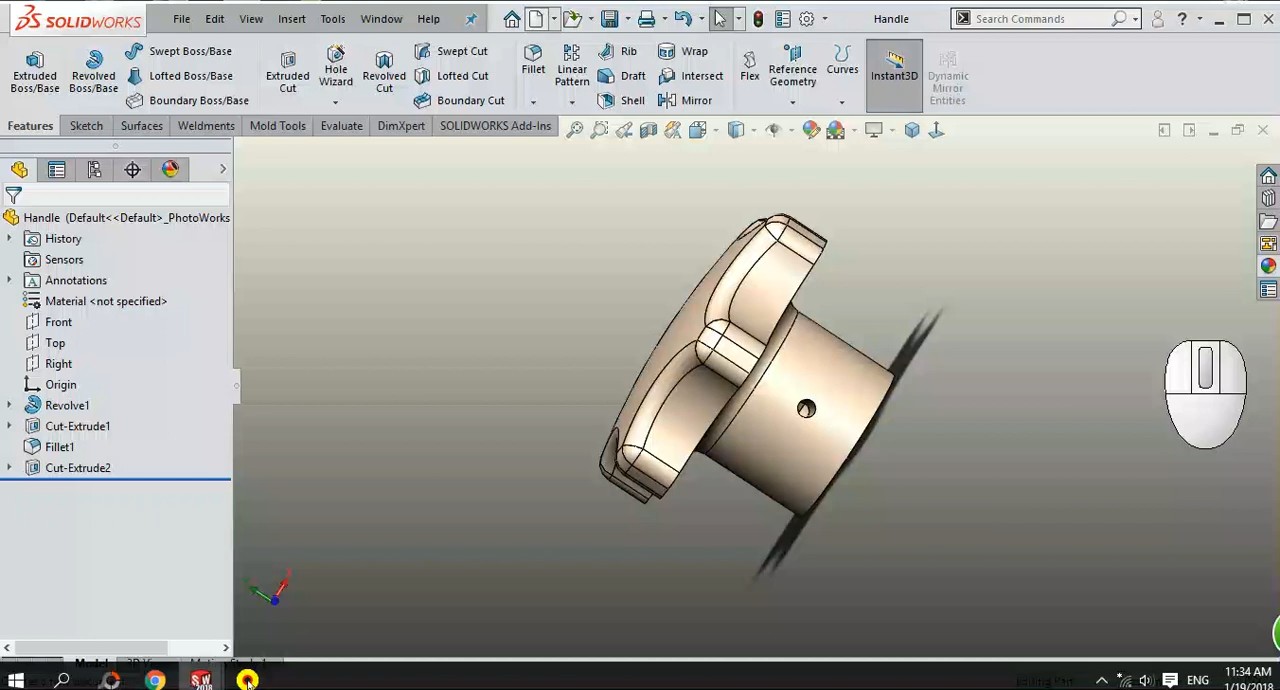 SOLIDWORKS File Edit View Insert Tools Window Help Handle Search Commands
Extruded Boss/Base
Revolved Boss/Base
Swept Boss/Base
Lofted Boss/Base
Boundary Boss/Base
Extruded Cut
Hole Wizard
Revolved Cut
Swept Cut
Lofted Cut
Boundary Cut
Fillet
Linear Pattern
Rib
Draft
Shell
Wrap
Intersect
Mirror
Flex
Reference Geometry
Curves
Instant3D
Dynamic Mirror Entities
Features Sketch Surfaces Weldments Mold Tools Evaluate DimXpert SOLIDWORKS Add-Ins
Handle (Default<<Default>_PhotoWorks
History
Sensors
Annotations
Material <not specified>
Front
Top
Right
Origin
Revolve1
Cut-Extrude1
Fillet1
Cut-Extrude2
Model
SW 2018
ENG
11:34 AM
1/19/2018